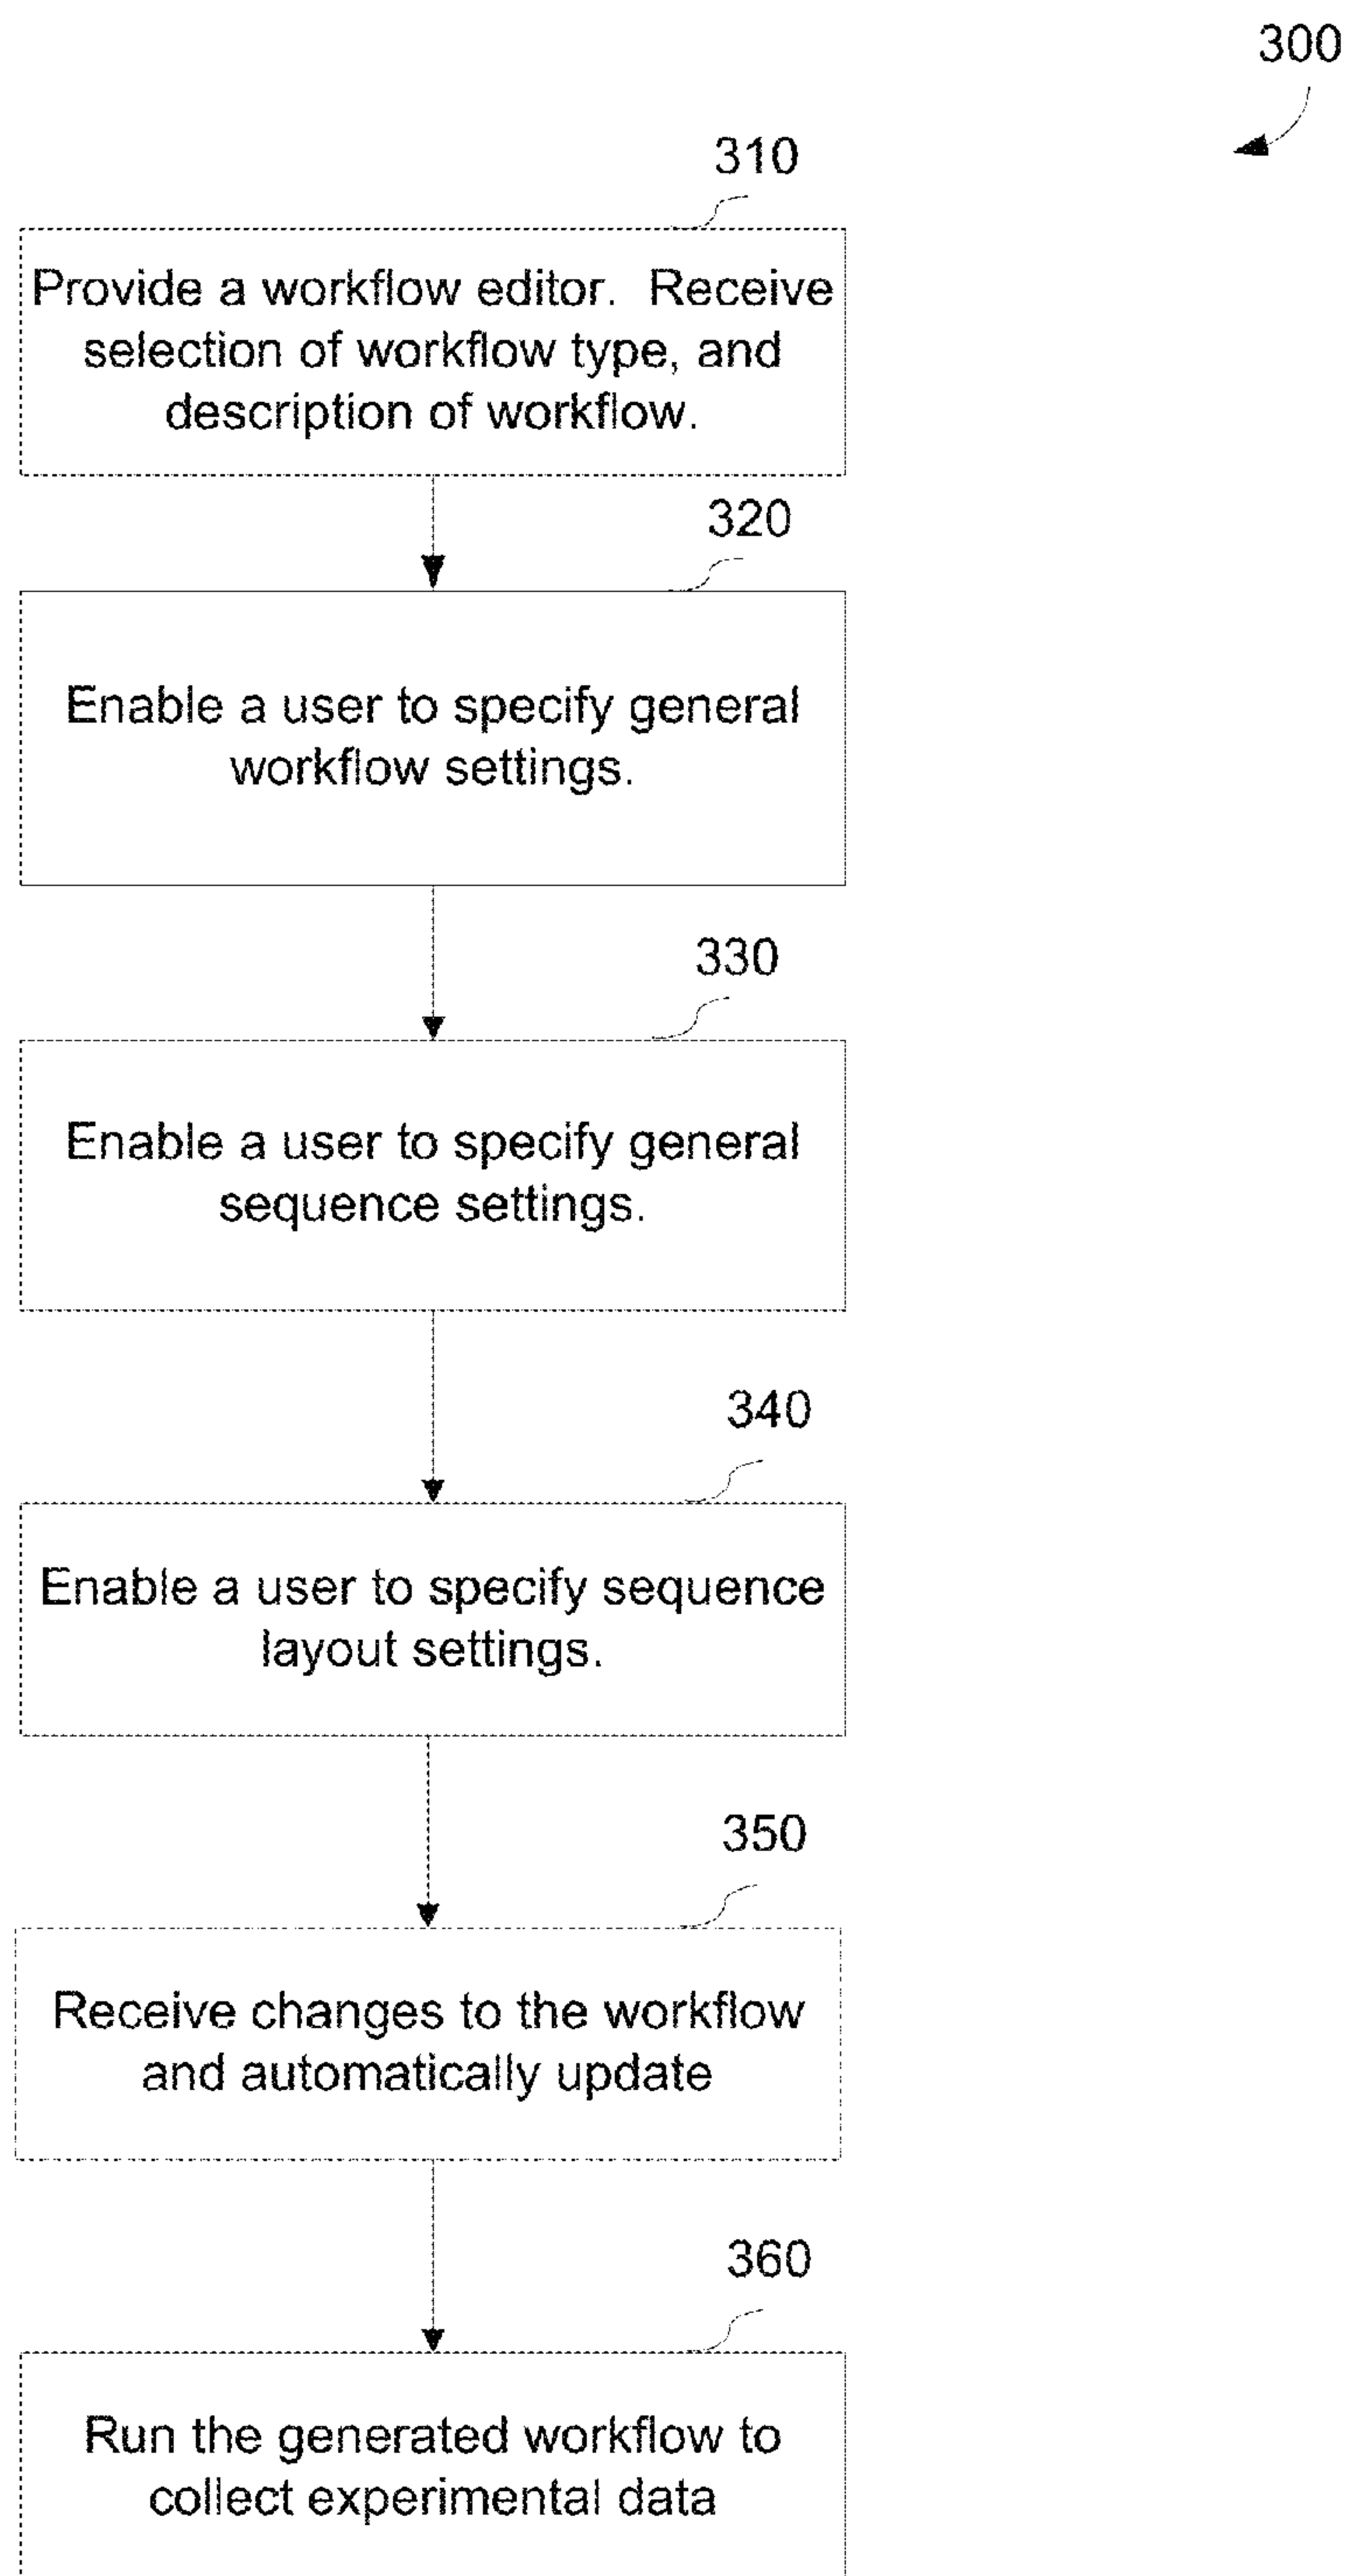 300
310
Provide a workflow editor.  Receive
selection of workflow type, and
description of workflow.
320
Enable a user to specify general
workflow settings.
330
Enable a user to specify general
sequence settings.
340
Enable a user to specify sequence
layout settings.
350
Receive changes to the workflow
and automatically update
360
Run the generated workflow to
collect experimental data